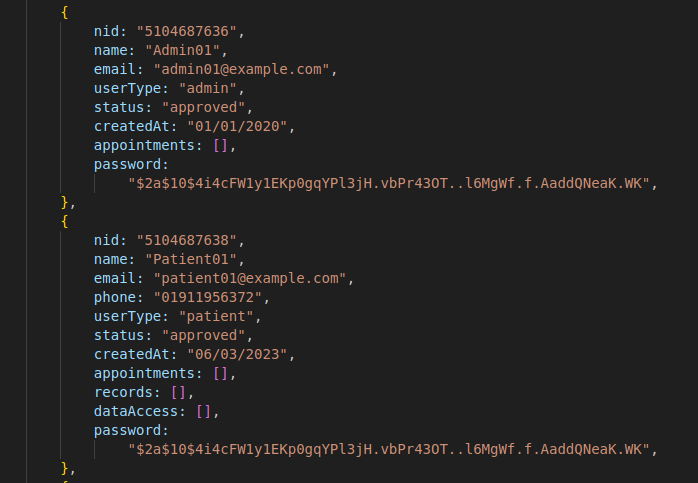 {
nid: "5104687636",
name: "Admin01",
email: "admin01@example.com",
userType: "admin",
status: "approved",
createdAt: "01/01/2020",
appointments: [],
password:
"$2a$10$4i4cFW1y1EKp0gqYPl3jH.vbPr43OT..l6MgWf.f.AaddQNeaK.WK",
},
{
nid: "5104687638",
name: "Patient01",
email: "patient01@example.com",
phone: "01911956372",
userType: "patient",
status: "approved",
createdAt: "06/03/2023",
appointments: [],
records: [],
dataAccess: [],
password:
"$2a$10$4i4cFW1y1EKp0gqYPl3jH.vbPr43OT..l6MgWf.f.AaddQNeaK.WK",
},